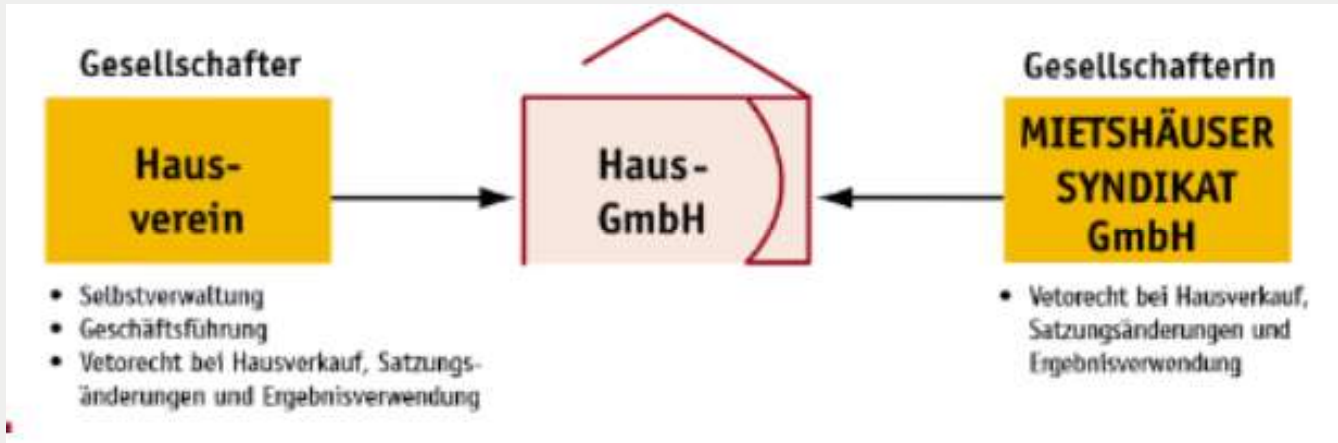 Gesellschafter
Haus-
verein
• Selbstverwaltung
• Geschäftsführung
• Vetorecht bei Hausverkauf, Satzungs-
änderungen und Ergebnisverwendung
Haus-
GmbH
Gesellschafterin
MIETSHÄUSER
SYNDIKAT
GmbH
• Vetorecht bei Hausverkauf,
Satzungsänderungen und
Ergebnisverwendung